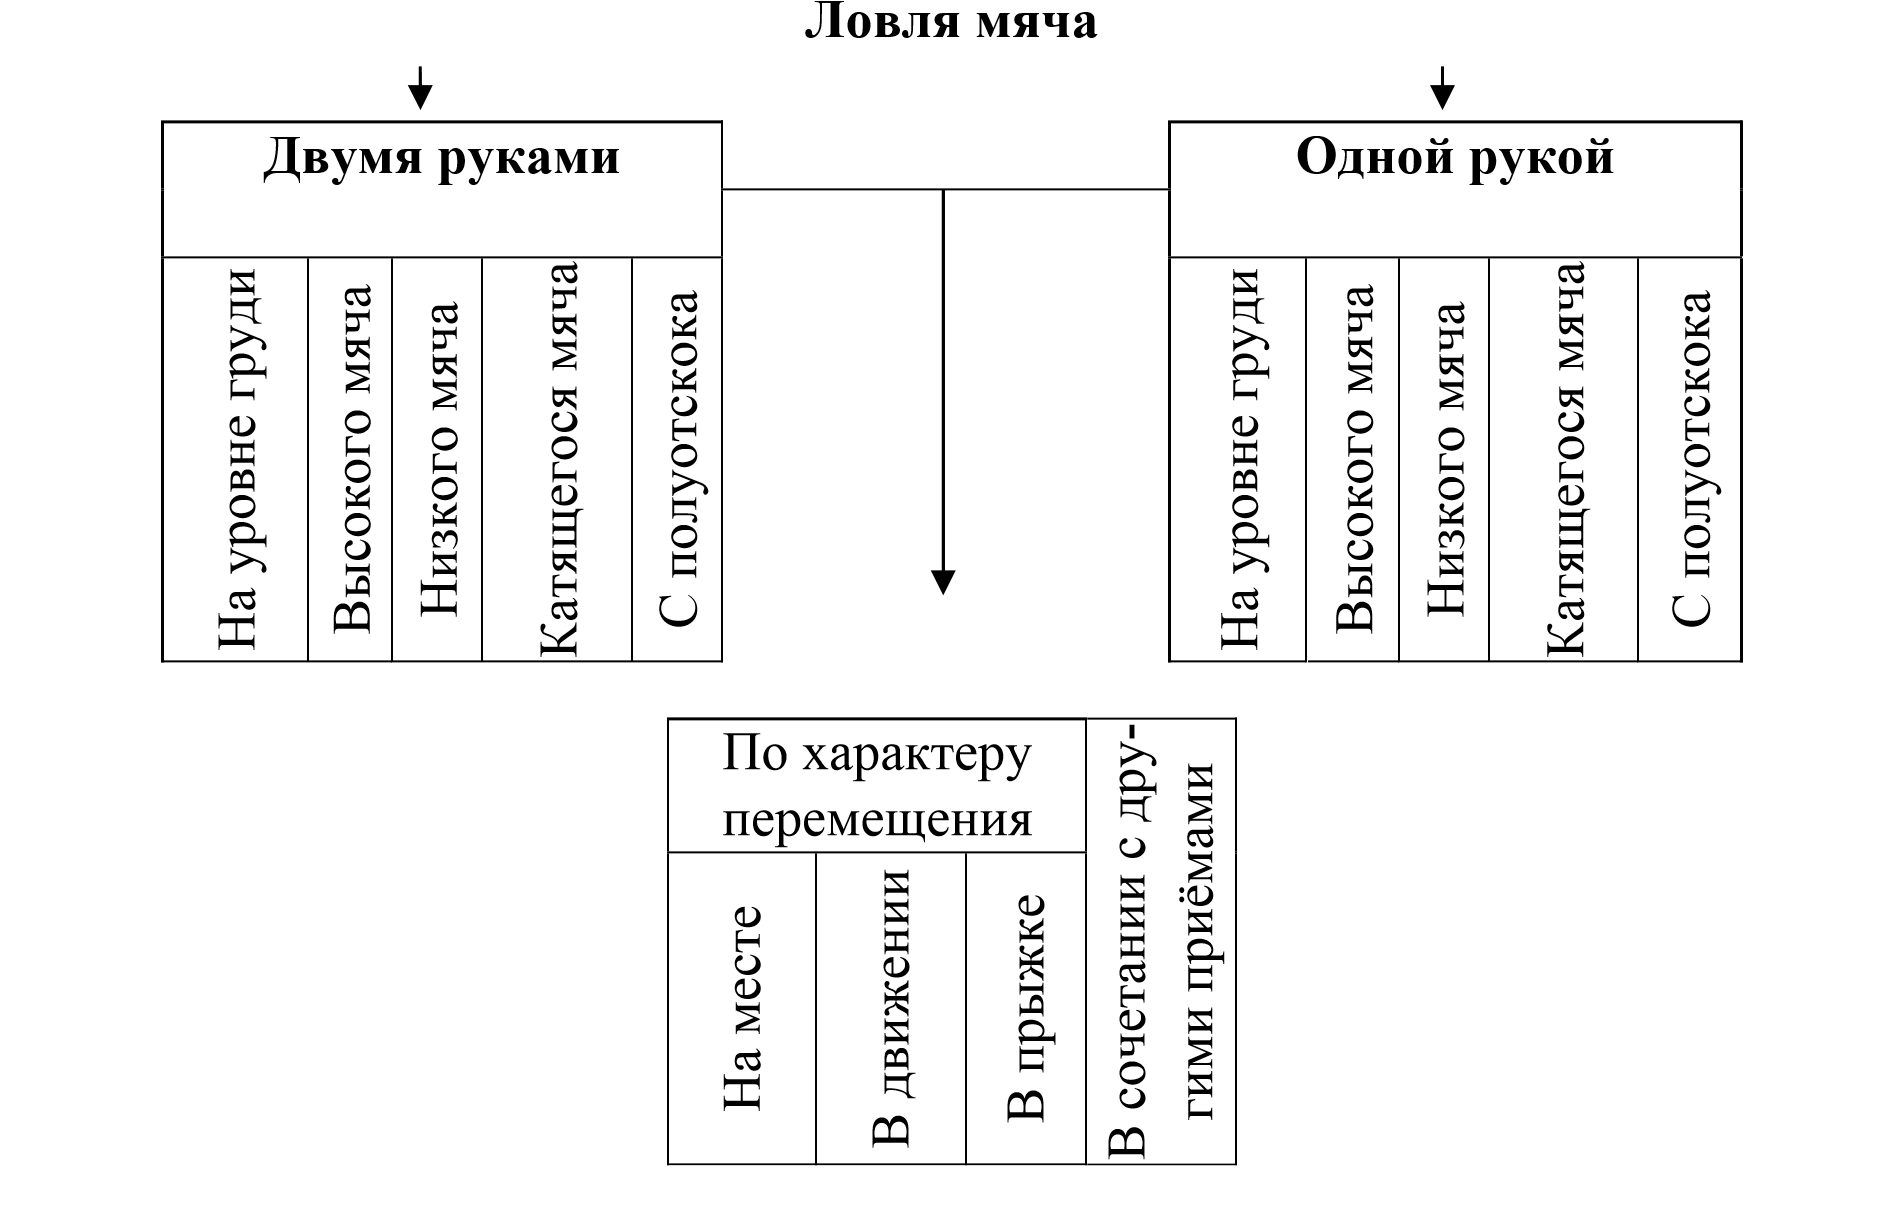 Ловля мяча
Двумя руками
Одной рукой
На уровне груди
Высокого мяча
Низкого мяча
Катящегося мяча
С полуотскока
На уровне груди
Высокого мяча
Низкого мяча
Катящегося мяча
С полуотскока
По характеру
перемещения
На месте
В движении
В прыжке
В сочетании с дру-
гими приёмами